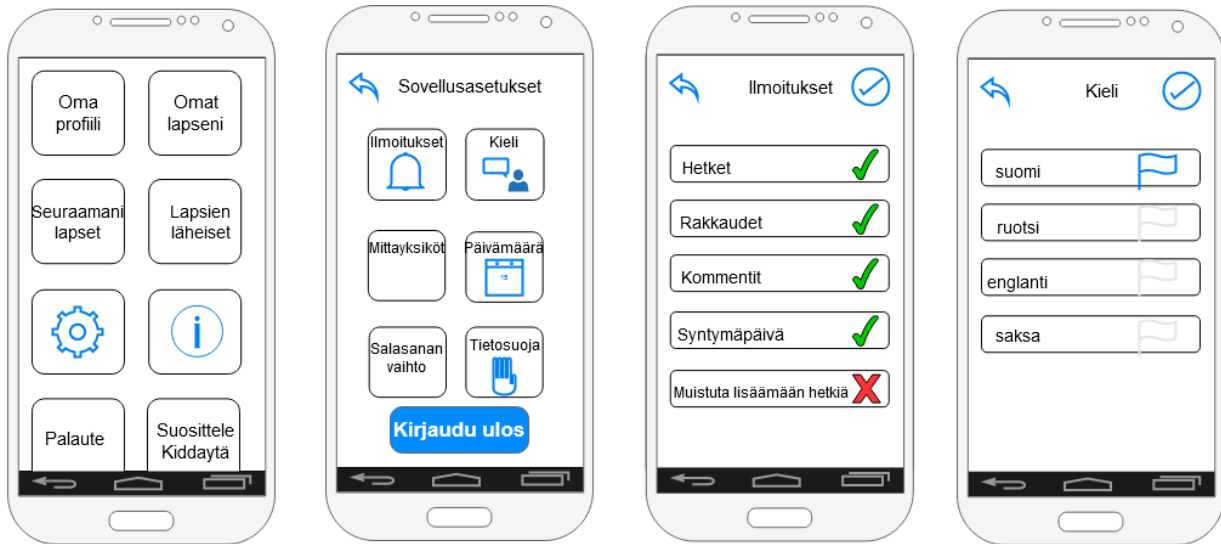 Oma
profiili
Omat
lapseni
Seuraamani
lapset
Lapsien
läheiset
i
Palaute
Suosittele
Kiddaytä
Sovellusasetukset
Ilmoitukset
Kieli
Mittayksiköt
Päivämäärä
15
Salasanan
vaihto
Tietosuoja
Kirjaudu ulos
Ilmoitukset
Hetket
Rakkaudet
Kommentit
Syntymäpäivä
Muistuta lisäämään hetkiä
Kieli
suomi
ruotsi
englanti
saksa